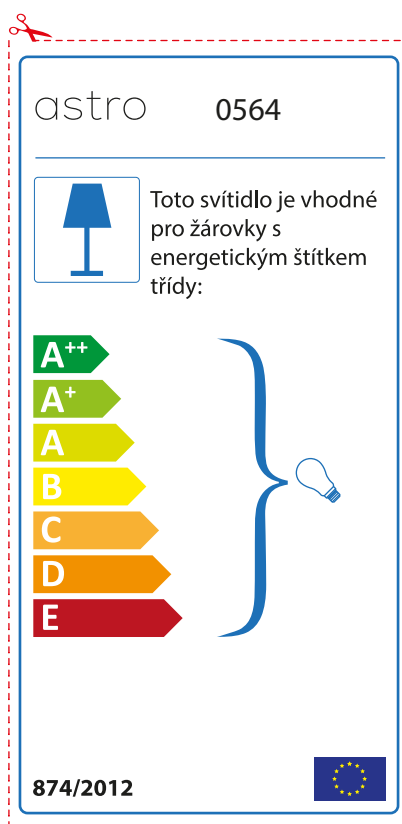 astro 0564
Toto svítidlo je vhodné
pro žárovky s
energetickým štítkem
třídy:
A++
A+
A
B
C
D
E
874/2012